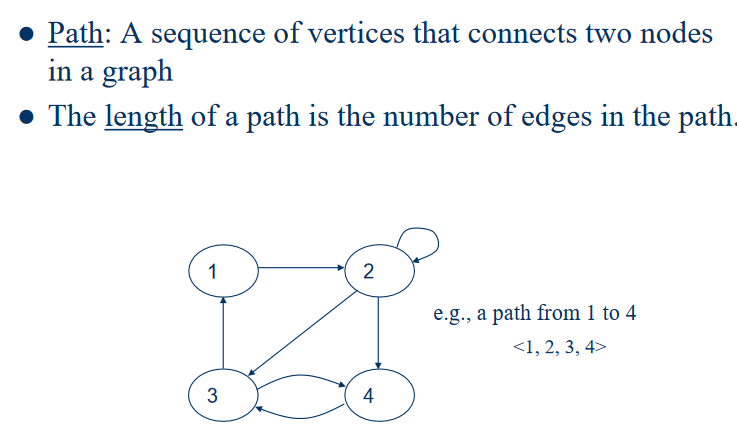 ● Path: A sequence of vertices that connects two nodes
in a graph
● The length of a path is the number of edges in the path.
1
2
e.g., a path from 1 to 4
<1, 2, 3, 4>
3
4